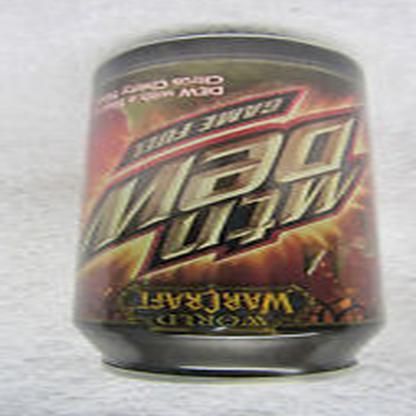 WORLD
WARCRAFT
Mtn
DEW
GAME FUEL
DEW with a
Citrus Cherry